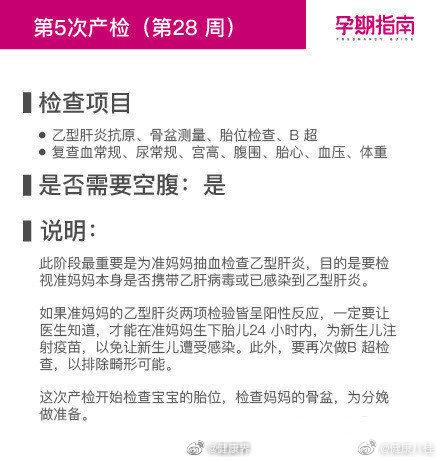 第5次产检（第28 周）
孕期指南
PREGNANCY GUIDE
检查项目
● 乙型肝炎抗原、骨盆测量、胎位检查、B 超
● 复查血常规、尿常规、宫高、腹围、胎心、血压、体重
是否需要空腹：是
说明：
此阶段最重要是为准妈妈抽血检查乙型肝炎，目的是要检
视准妈妈本身是否携带乙肝病毒或已感染到乙型肝炎。
如果准妈妈的乙型肝炎两项检验皆呈阳性反应，一定要让
医生知道，才能在准妈妈生下胎儿24 小时内，为新生儿注
射疫苗，以免让新生儿遭受感染。此外，要再次做B 超检
查，以排除畸形可能。
这次产检开始检查宝宝的胎位，检查妈妈的骨盆，为分娩
做准备。
@健康界
@健康八佳